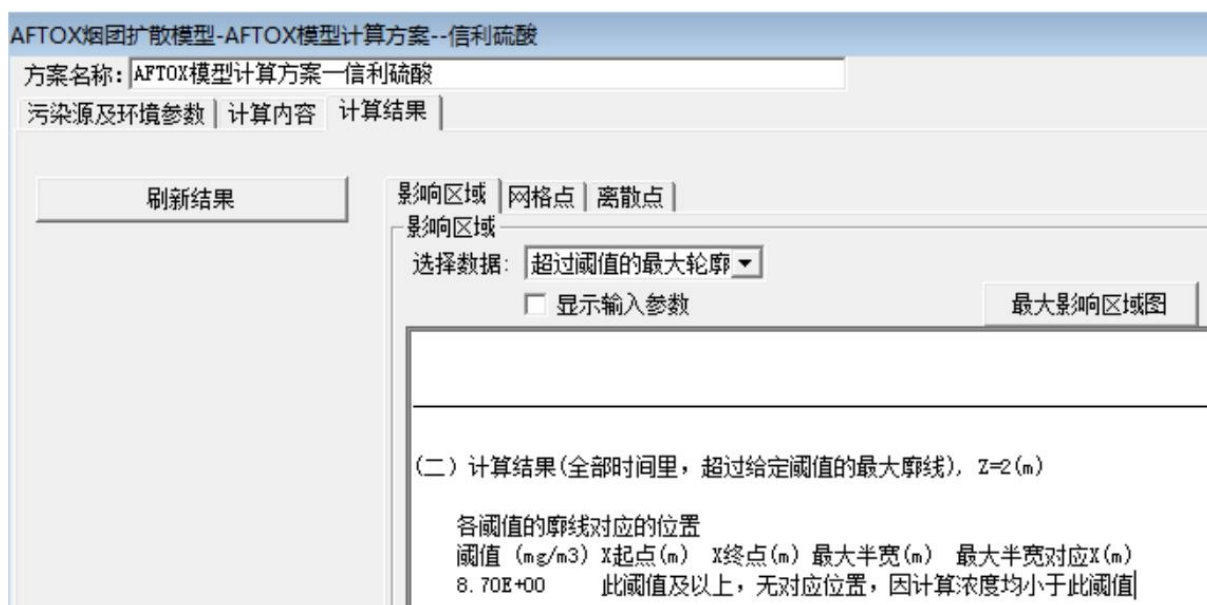 AFTOX烟团扩散模型-AFTOX模型计算方案--信利硫酸
方案名称: AFTOX模型计算方案—信利硫酸
污染源及环境参数 计算内容 计算结果
刷新结果
影响区域 网格点 离散点
影响区域
选择数据: 超过阈值的最大轮廓
显示输入参数
最大影响区域图
(二) 计算结果(全部时间里，超过给定阈值的最大廓线), Z=2(m)
各阈值的廓线对应的位置
阈值 (mg/m3) X起点(m) X终点(m) 最大半宽(m) 最大半宽对应X(m)
8.70E+00 此阈值及以上，无对应位置，因计算浓度均小于此阈值